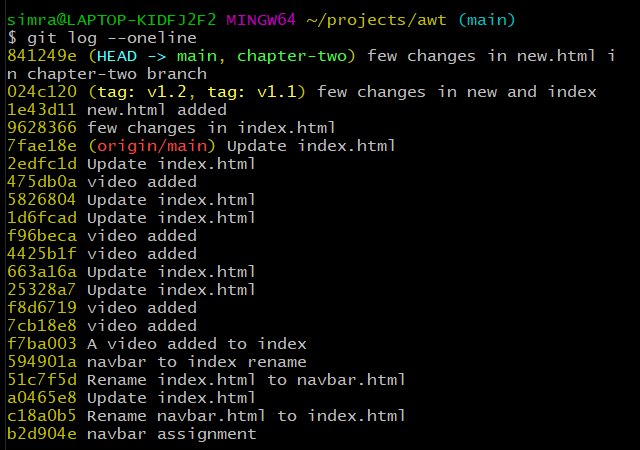 simra@LAPTOP-KIDFJ2F2 MINGW64 ~/projects/awt (main)
$ git log --oneline
841249e (HEAD -> main, chapter-two) few changes in new.html i
n chapter-two branch
024c120 (tag: v1.2, tag: v1.1) few changes in new and index
1e43d11 new.html added
9628366 few changes in index.html
7fae18e (origin/main) Update index.html
2edfc1d Update index.html
475db0a video added
5826804 Update index.html
1d6fcad Update index.html
f96beca video added
4425b1f video added
663a16a Update index.html
25328a7 Update index.html
f8d6719 video added
7cb18e8 video added
f7ba003 A video added to index
594901a navbar to index rename
51c7f5d Rename index.html to navbar.html
a0465e8 Update index.html
c18a0b5 Rename navbar.html to index.html
b2d904e navbar assignment